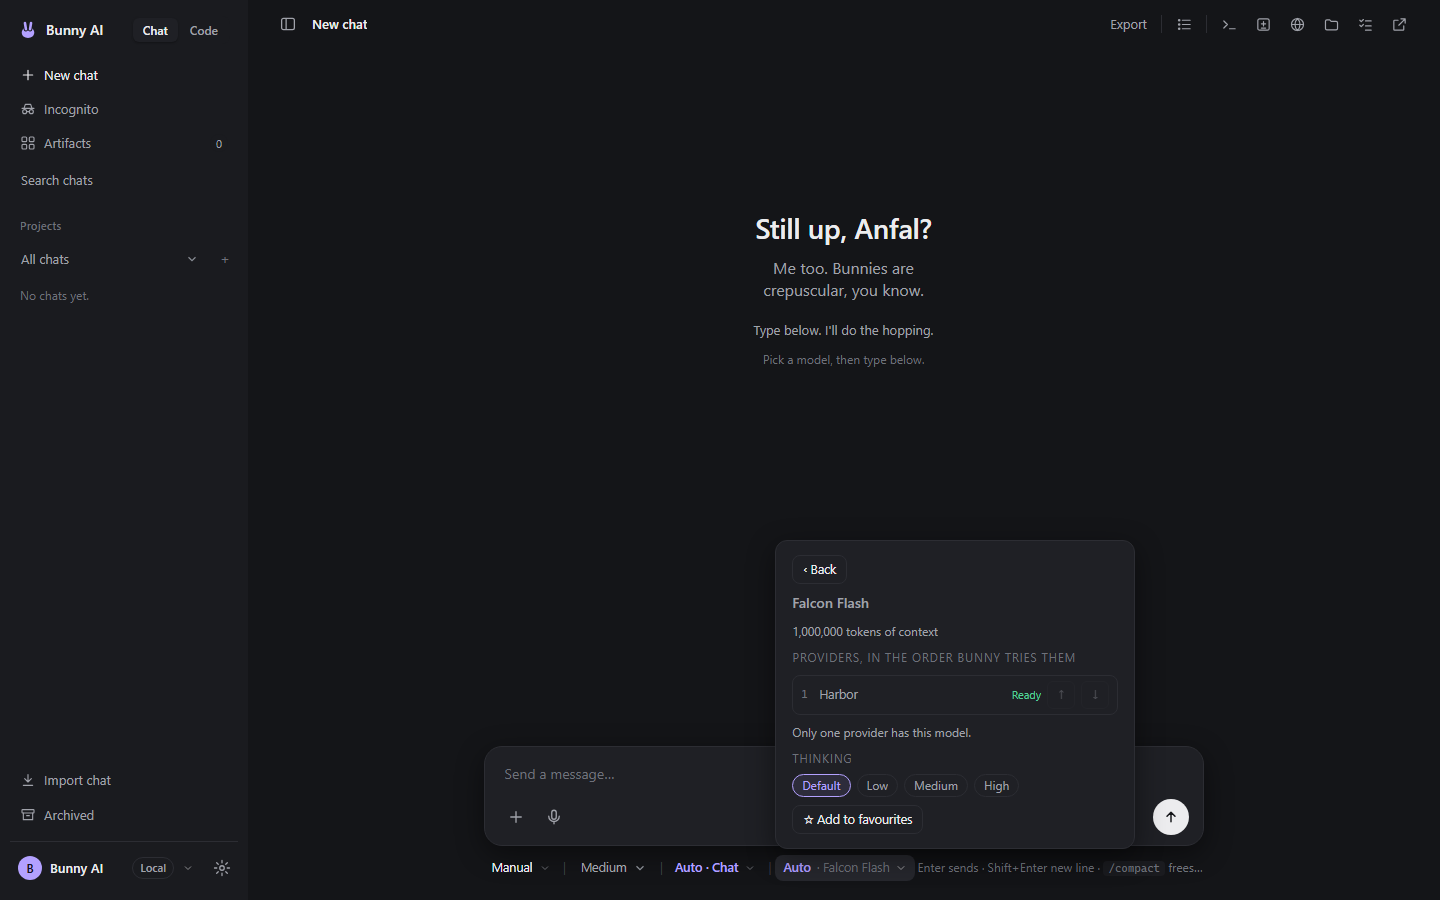 Bunny AI
Chat
Code
New chat
Incognito
Artifacts
0
Search chats
Projects
All chats
+
No chats yet.
Import chat
Archived
B
Bunny AI
Local
New chat
Export
Still up, Anfal?
Me too. Bunnies are
crepuscular, you know.
Type below. I'll do the hopping.
Pick a model, then type below.
‹ Back
Falcon Flash
1,000,000 tokens of context
PROVIDERS, IN THE ORDER BUNNY TRIES THEM
1 Harbor Ready ↑ ↓
Only one provider has this model.
THINKING
Default Low Medium High
☆ Add to favourites
Send a message...
Manual
Medium
Auto · Chat
Auto · Falcon Flash
Enter sends · Shift+Enter new line · /compact frees...